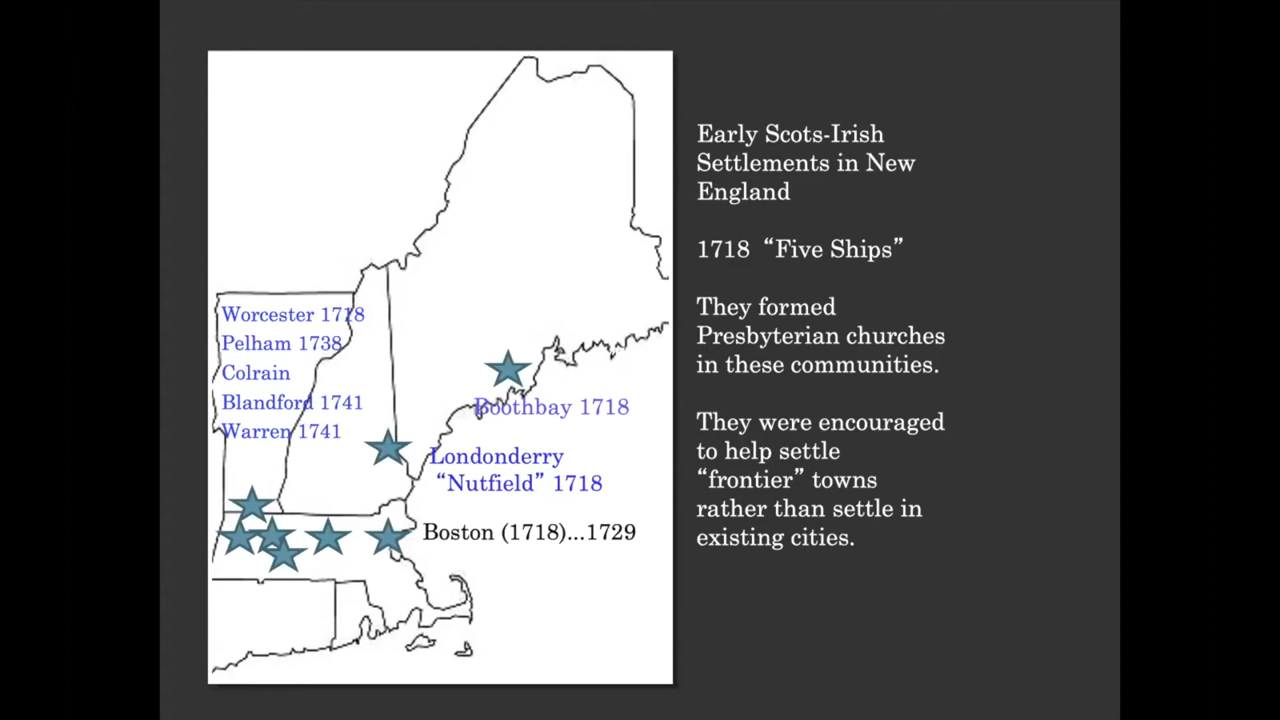 Early Scots-Irish
Settlements in New
England
1718 “Five Ships”
They formed
Presbyterian churches
in these communities.
They were encouraged
to help settle
“frontier” towns
rather than settle in
existing cities.
Worcester 1718
Pelham 1738
Colrain
Blandford 1741
Warren 1741
Boothbay 1718
Londonderry
“Nutfield” 1718
Boston (1718)...1729